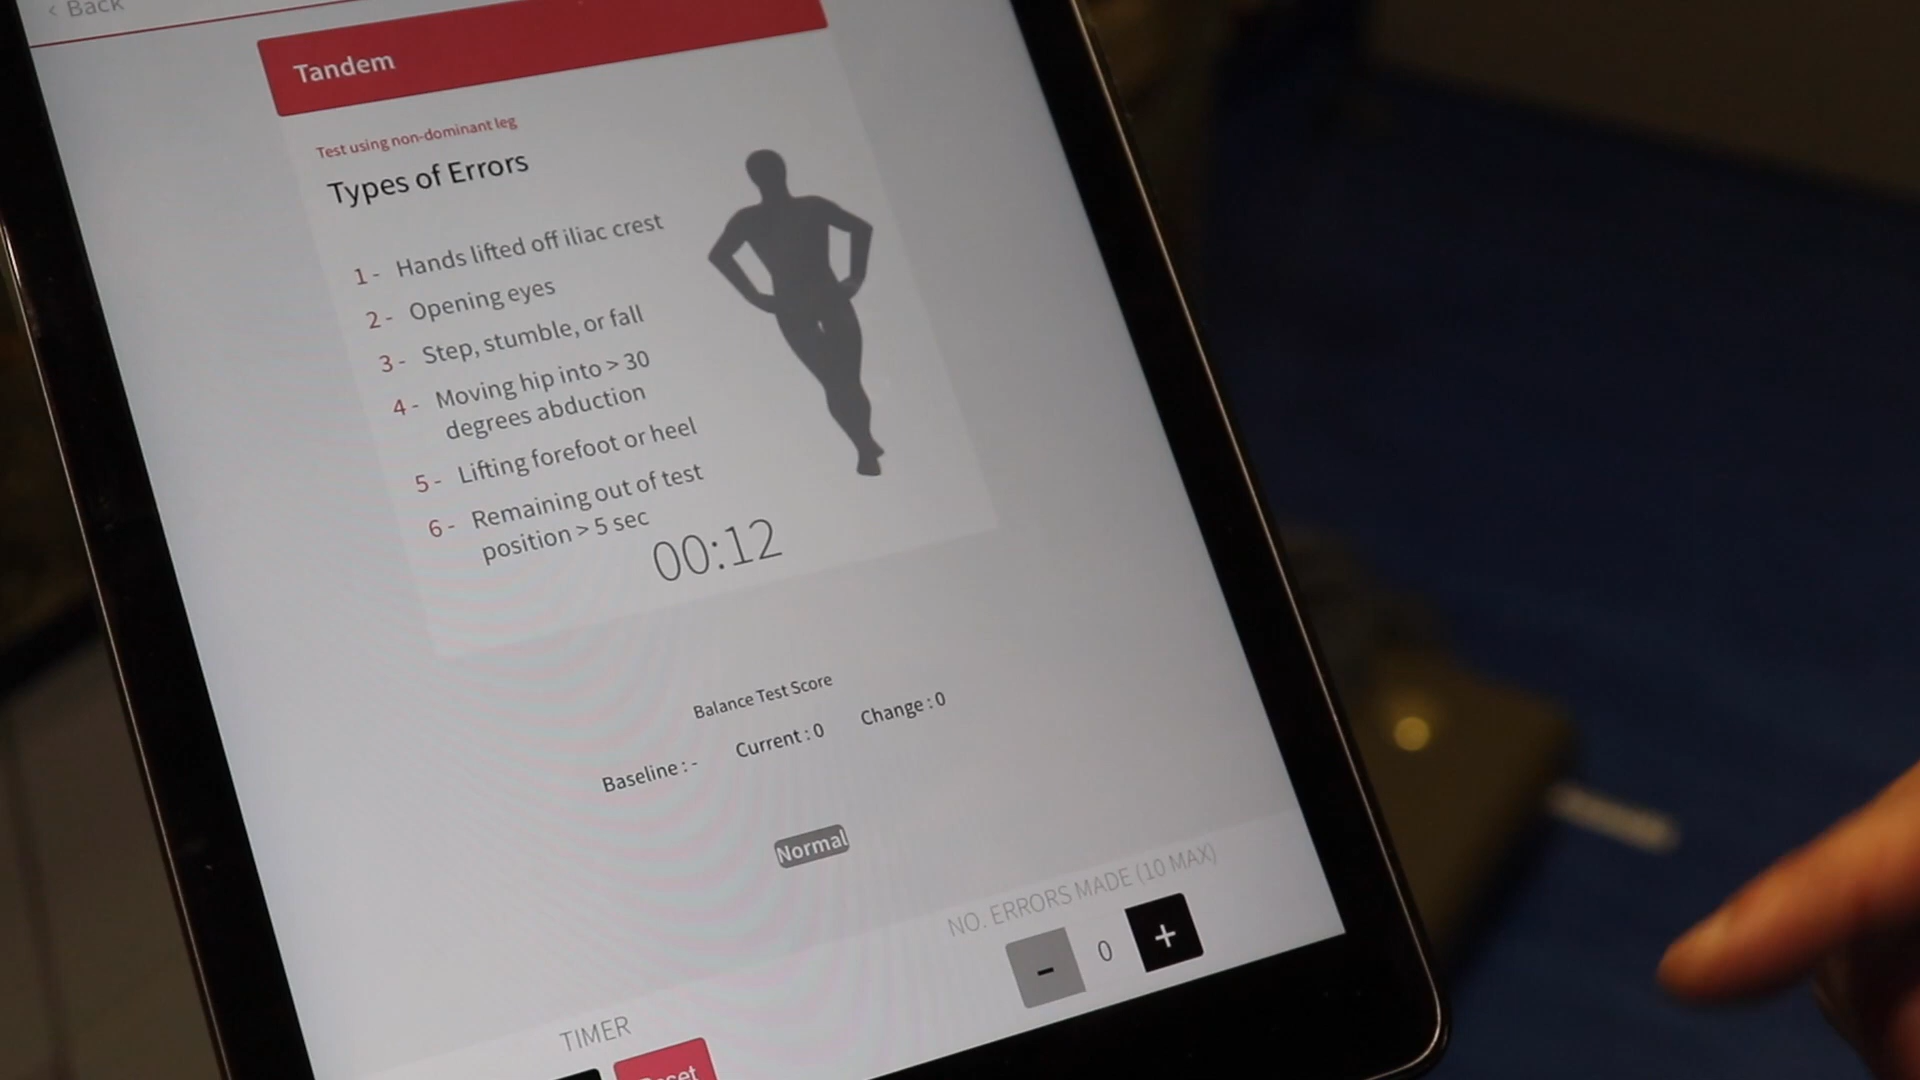 < Back
Tandem
Test using non-dominant leg
Types of Errors
1 - Hands lifted off iliac crest
2 - Opening eyes
3 - Step, stumble, or fall
4 - Moving hip into > 30
degrees abduction
5 - Lifting forefoot or heel
6 - Remaining out of test
position > 5 sec
00:12
Balance Test Score
Baseline : - Current : 0 Change : 0
Normal
NO. ERRORS MADE (10 MAX)
- 0 +
TIMER
Reset